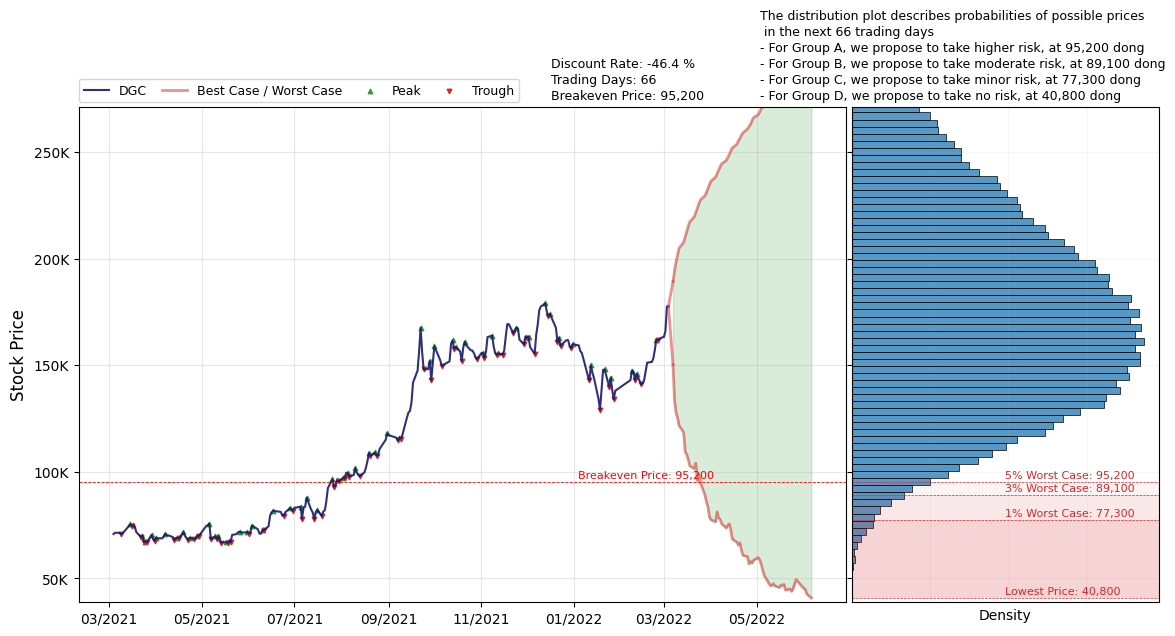 The distribution plot describes probabilities of possible prices
in the next 66 trading days
- For Group A, we propose to take higher risk, at 95,200 dong
- For Group B, we propose to take moderate risk, at 89,100 dong
- For Group C, we propose to take minor risk, at 77,300 dong
- For Group D, we propose to take no risk, at 40,800 dong
Discount Rate: -46.4 %
Trading Days: 66
Breakeven Price: 95,200
DGC Best Case / Worst Case Peak Trough
Stock Price
250K
200K
150K
100K
50K
Breakeven Price: 95,200
5% Worst Case: 95,200
3% Worst Case: 89,100
1% Worst Case: 77,300
Lowest Price: 40,800
03/2021 05/2021 07/2021 09/2021 11/2021 01/2022 03/2022 05/2022
Density